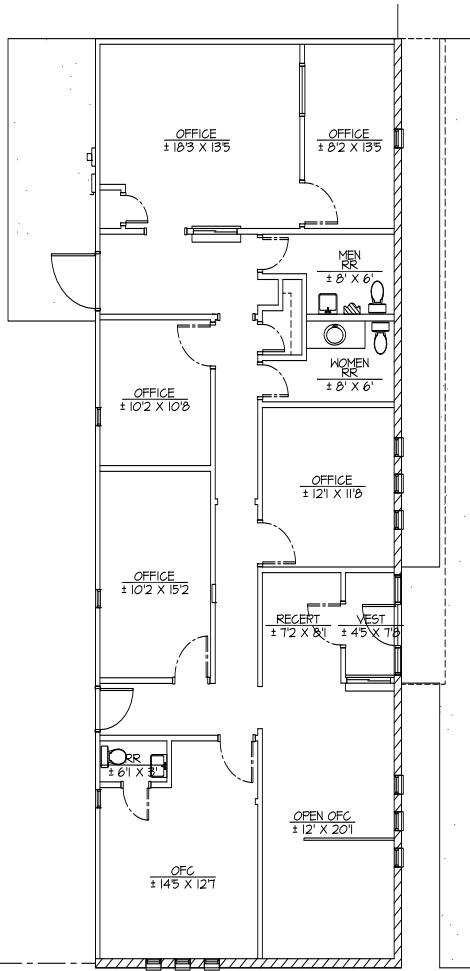 OFFICE
± 18'3 X 13'5
OFFICE
± 8'2 X 13'5
MEN
RR
± 8' X 6'
WOMEN
RR
± 8' X 6'
OFFICE
± 10'2 X 10'8
OFFICE
± 12'1 X 11'8
OFFICE
± 10'2 X 15'2
RECEPT
± 7'2 X 8'1
VEST
± 4'5 X 7'8
RR
± 6'1 X 3'
OPEN OFC
± 12' X 20'1
OFC
± 14'5 X 12'7